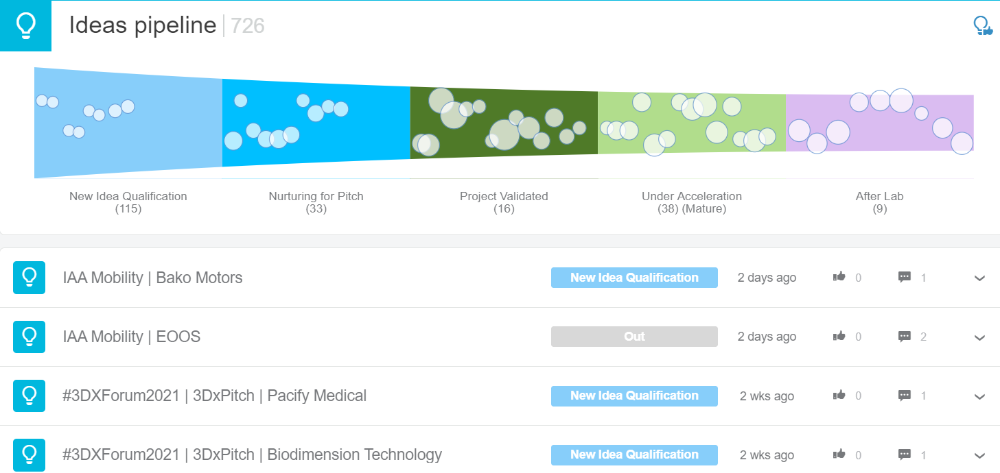 Ideas pipeline | 726
New Idea Qualification
(115)
Nurturing for Pitch
(33)
Project Validated
(16)
Under Acceleration
(38) (Mature)
After Lab
(9)
IAA Mobility | Bako Motors New Idea Qualification 2 days ago 0 1
IAA Mobility | EOOS Out 2 days ago 0 2
#3DXForum2021 | 3DxPitch | Pacify Medical New Idea Qualification 2 wks ago 0 1
#3DXForum2021 | 3DxPitch | Biodimension Technology New Idea Qualification 2 wks ago 0 1